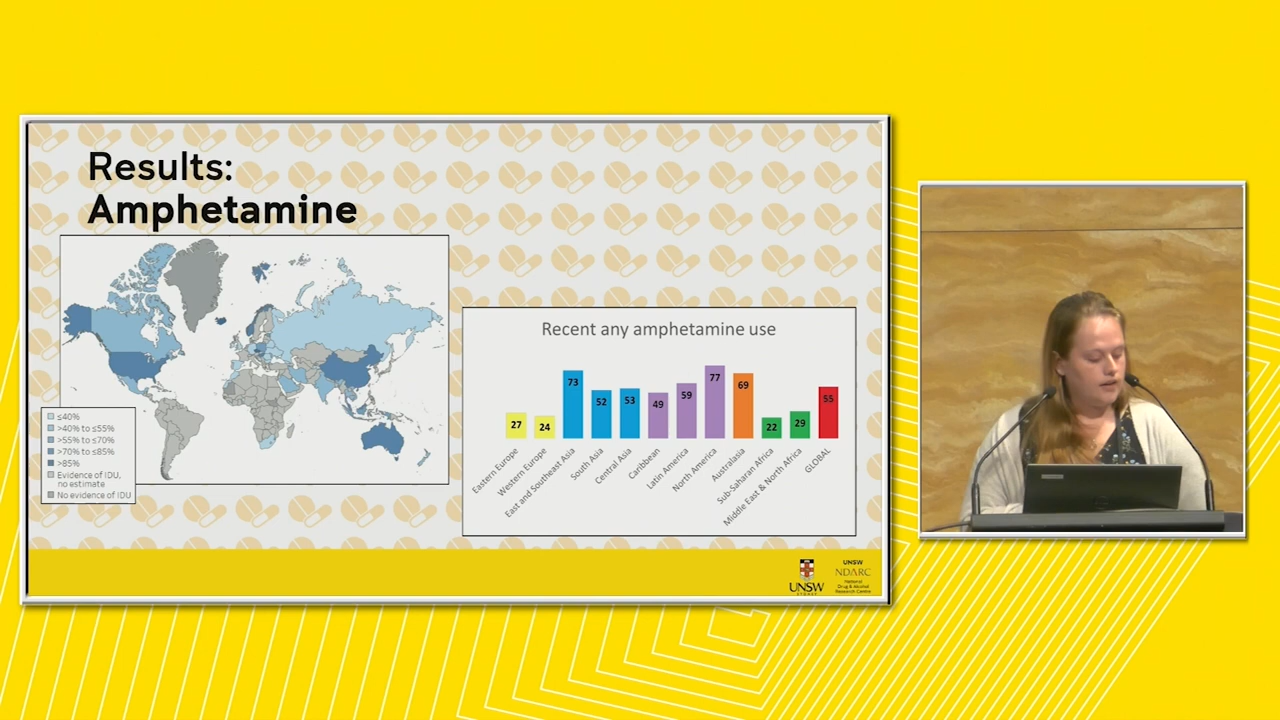 Results:
Amphetamine
≤40%
>40% to ≤55%
>55% to ≤70%
>70% to ≤85%
>85%
Evidence of IDU,
no estimate
No evidence of IDU
Recent any amphetamine use
27
24
73
52
53
49
59
77
69
22
29
55
Eastern Europe
Western Europe
East and Southeast Asia
South Asia
Central Asia
Caribbean
Latin America
North America
Australasia
Sub-Saharan Africa
Middle East & North Africa
GLOBAL
UNSW
SYDNEY
UNSW
NDARC
National
Drug & Alcohol
Research Centre